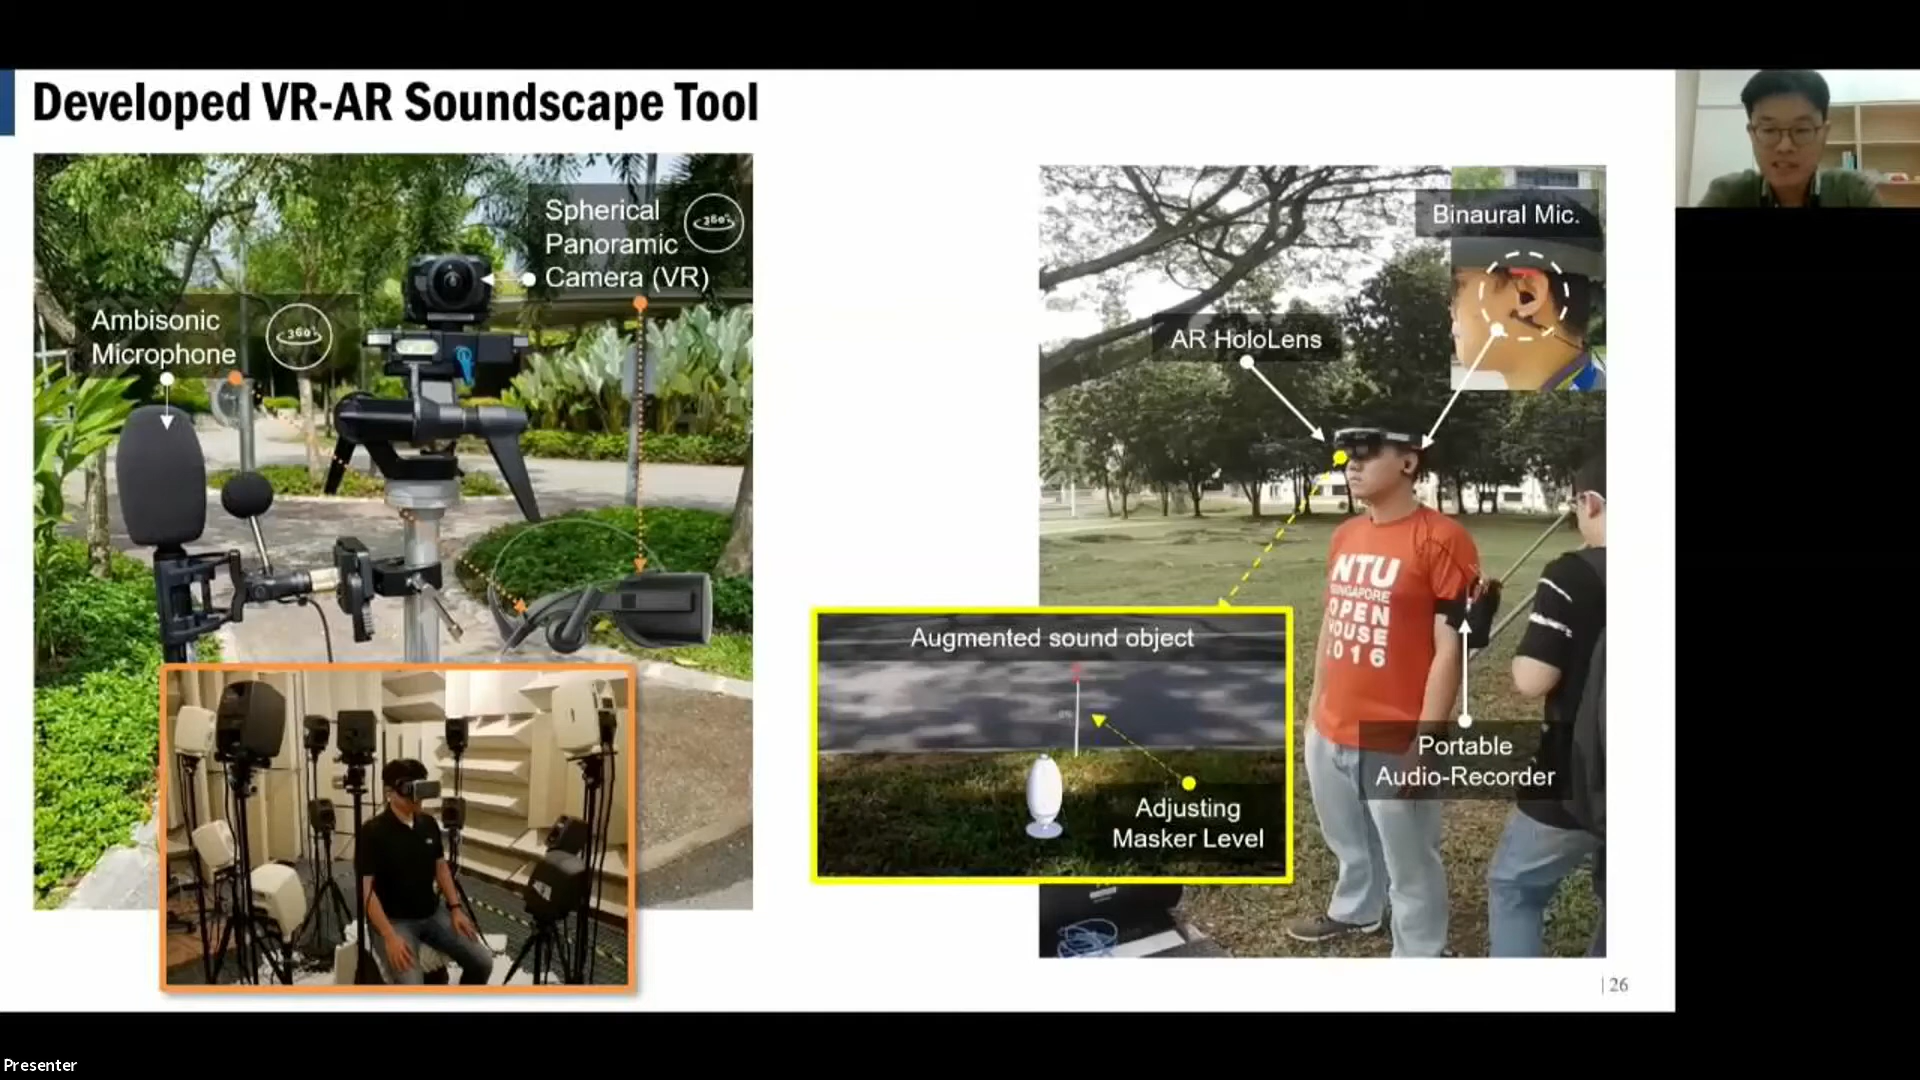 Developed VR-AR Soundscape Tool
Spherical
Panoramic
Camera (VR)
360°
Ambisonic
Microphone
360°
Binaural Mic.
AR HoloLens
NTU
SINGAPORE
OPEN
HOUSE
2016
Augmented sound object
Adjusting
Masker Level
Portable
Audio-Recorder
| 26
Presenter